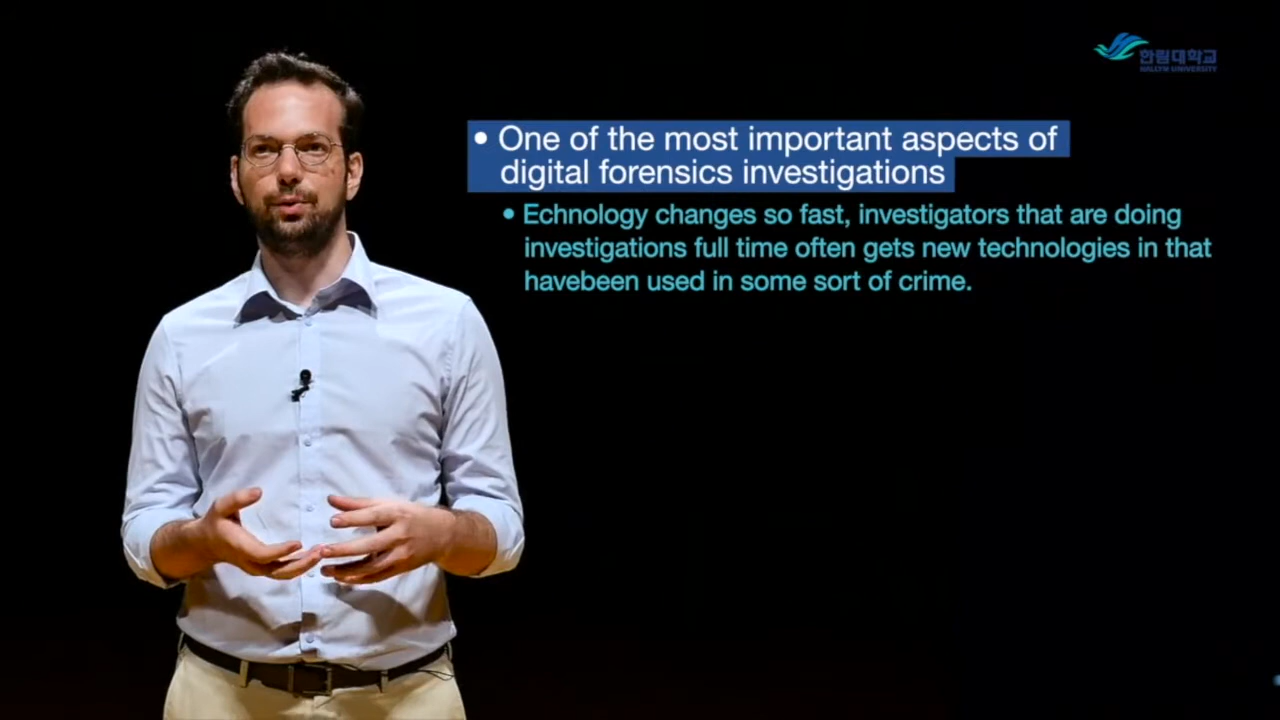 한림대학교
HALLYM UNIVERSITY
• One of the most important aspects of
digital forensics investigations
• Echnology changes so fast, investigators that are doing
investigations full time often gets new technologies in that
havebeen used in some sort of crime.